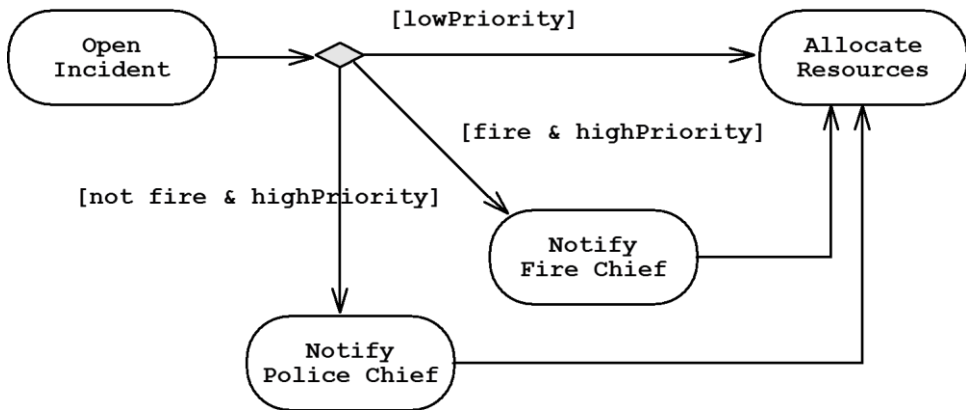 [lowPriority]
Open
Incident
Allocate
Resources
[fire & highPriority]
[not fire & highPriority]
Notify
Fire Chief
Notify
Police Chief